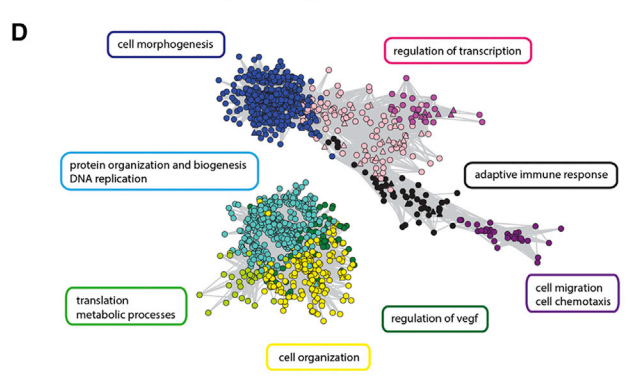 D
cell morphogenesis
regulation of transcription
protein organization and biogenesis
DNA replication
adaptive immune response
cell migration
cell chemotaxis
translation
metabolic processes
regulation of vegf
cell organization